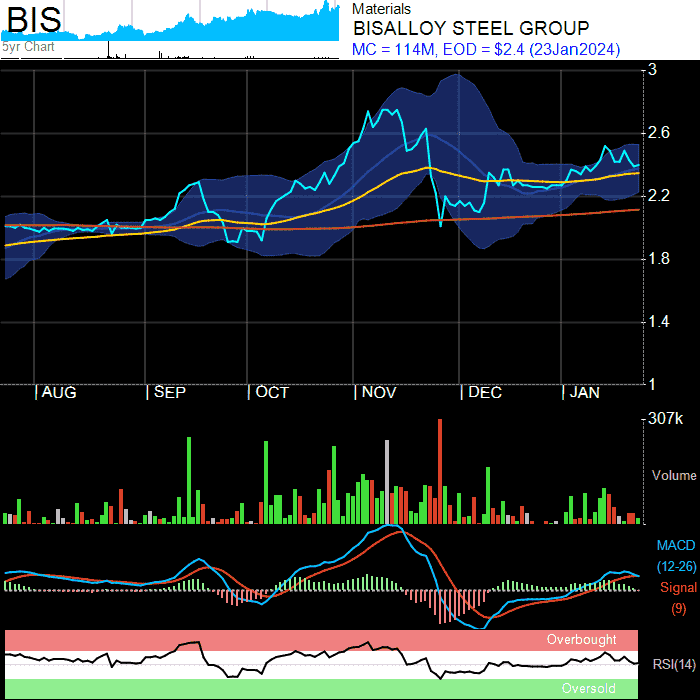 BIS
5yr Chart
Materials
BISALLOY STEEL GROUP
MC = 114M, EOD = $2.4 (23Jan2024)
3
2.6
2.2
1.8
1.4
1
| AUG | SEP | OCT | NOV | DEC | JAN
307k
Volume
MACD
(12-26)
Signal
(9)
Overbought
RSI(14)
Oversold